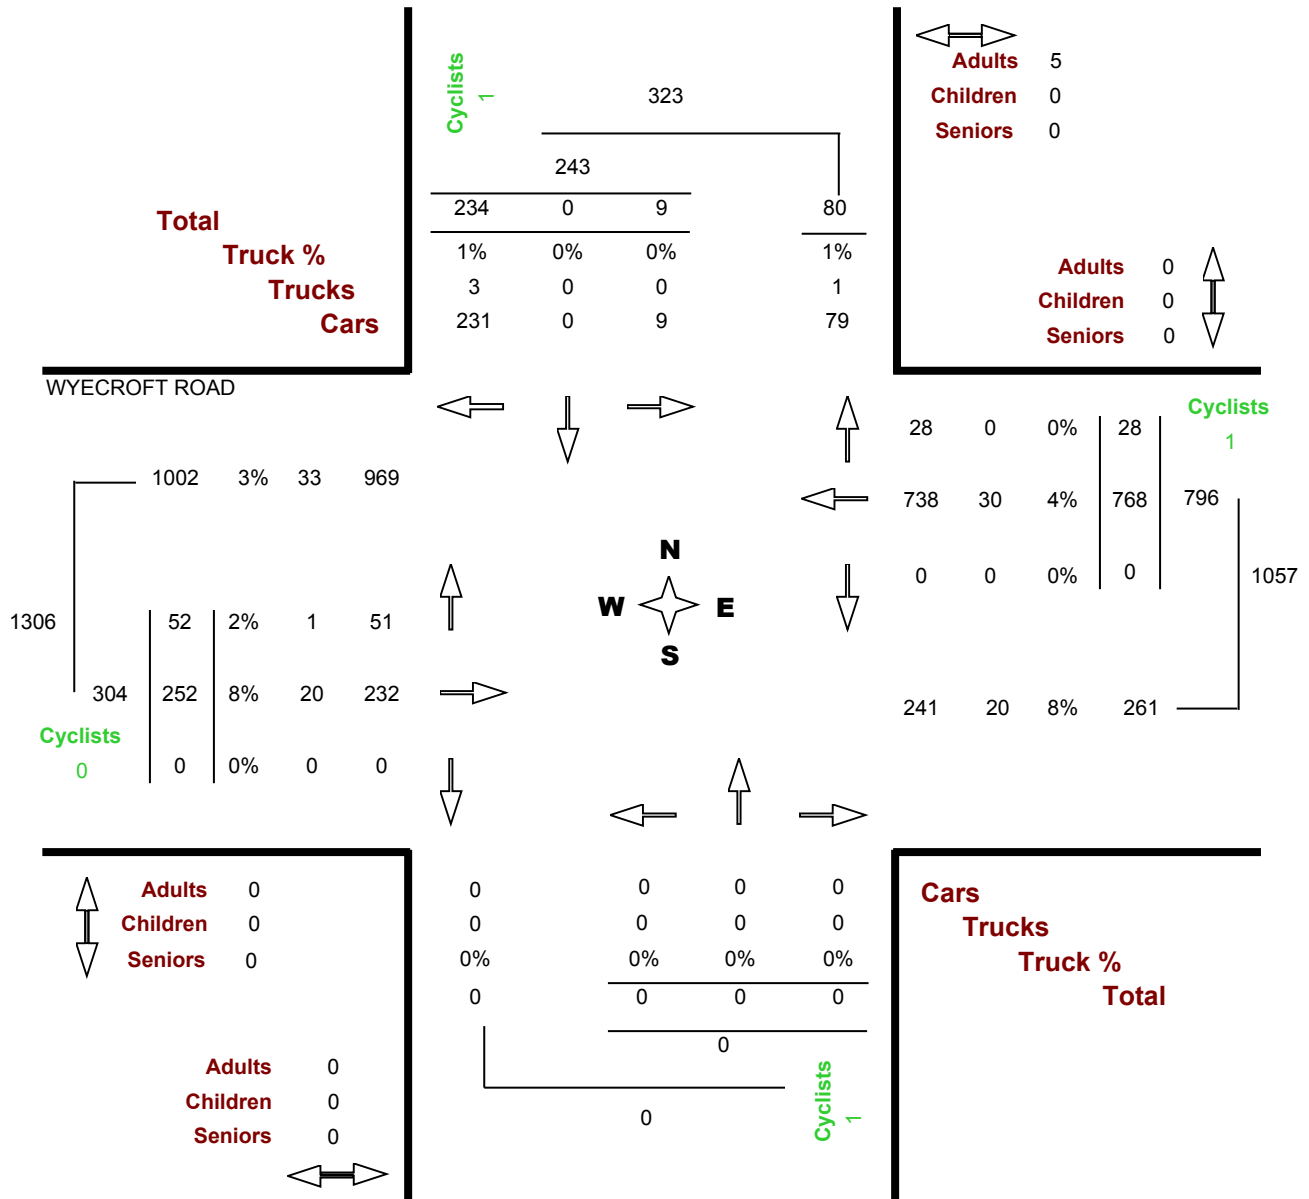 Cyclists
1
323
243
234 0 9 80
1% 0% 0% 1%
3 0 0 1
231 0 9 79
Total
Truck %
Trucks
Cars
Adults 5
Children 0
Seniors 0
Adults 0
Children 0
Seniors 0
WYECROFT ROAD
Cyclists
1
28 0 0% 28
738 30 4% 768 796
0 0 0% 0
1057
241 20 8% 261
1002 3% 33 969
1306
52 2% 1 51
304 252 8% 20 232
0 0% 0 0
Cyclists
0
N
W E
S
Adults 0
Children 0
Seniors 0
Adults 0
Children 0
Seniors 0
0 0 0 0
0 0 0 0
0% 0% 0% 0%
0 0 0 0
0
0
Cyclists
1
Cars
Trucks
Truck %
Total